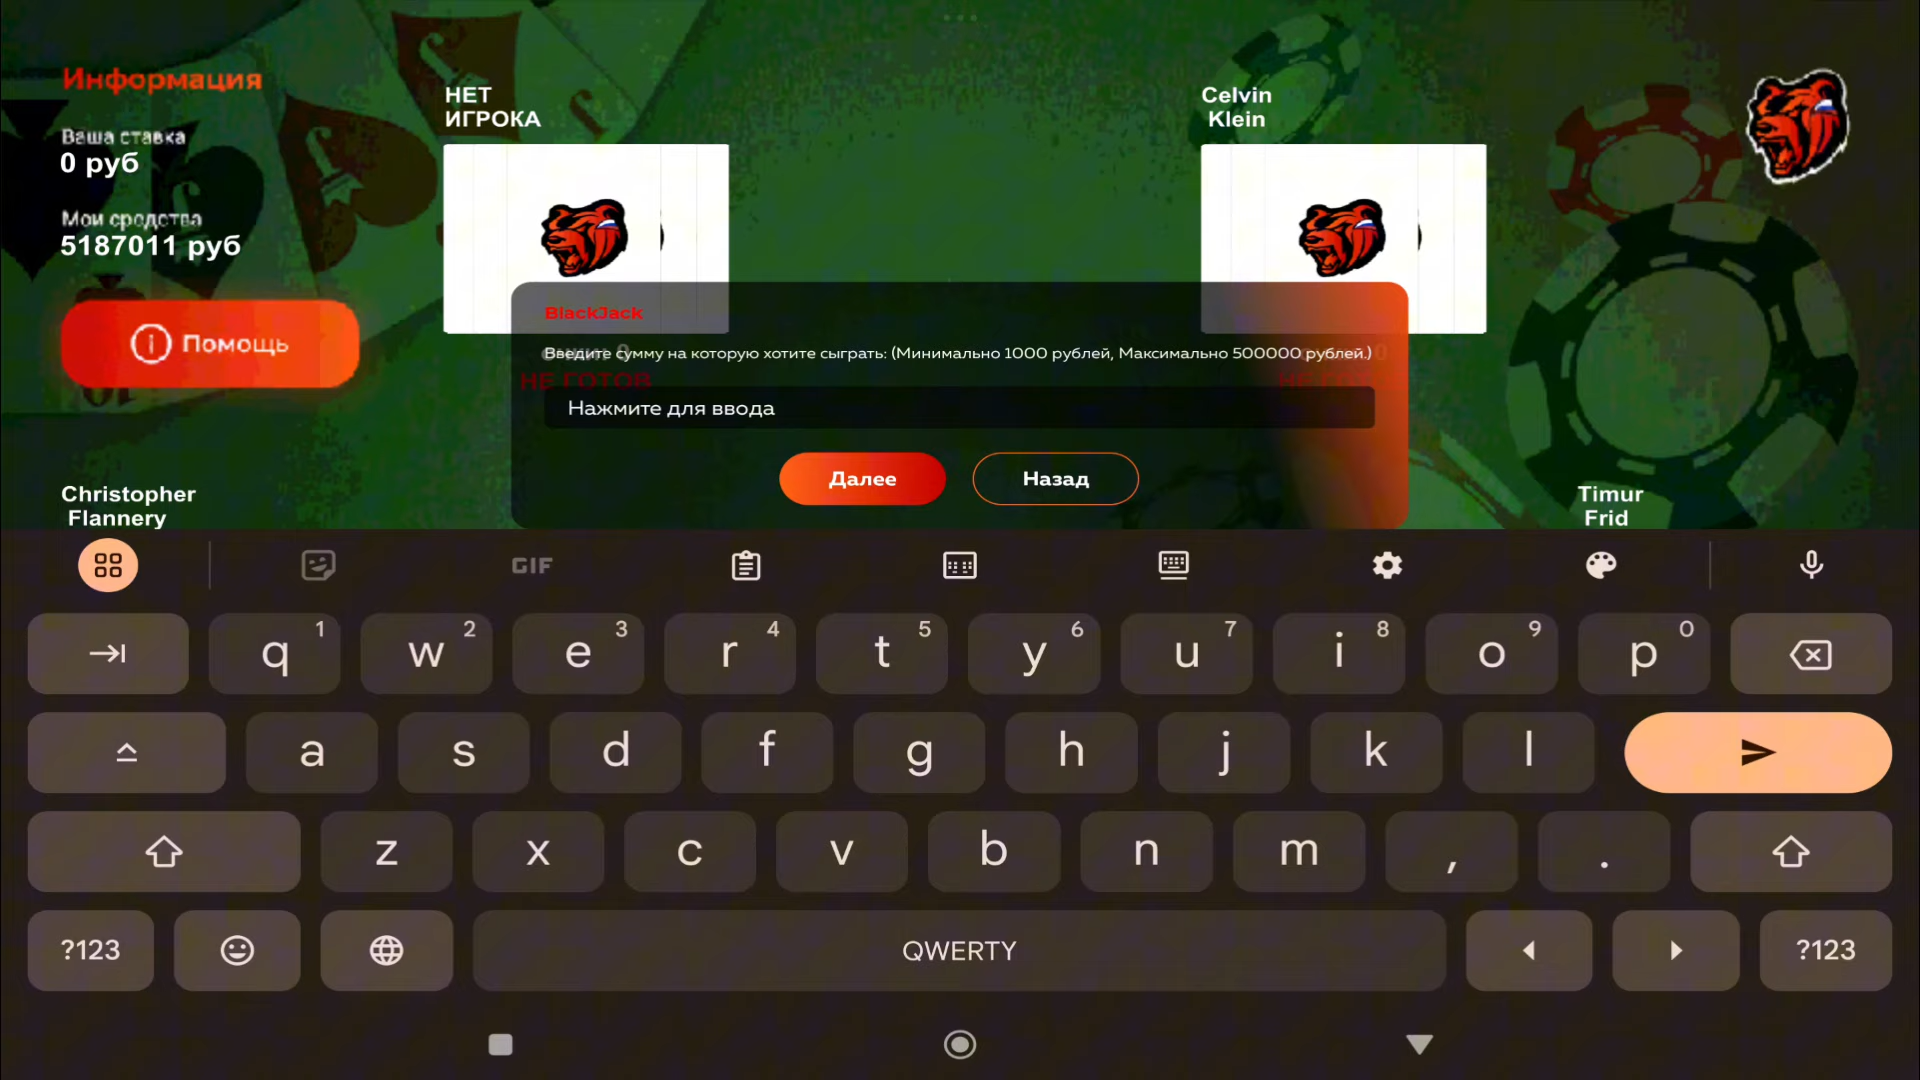 Информация
Ваша ставка
0 руб
Мои средства
5187011 руб
Помощь
НЕТ
ИГРОКА
Celvin
Klein
BlackJack
Введите сумму на которую хотите сыграть: (Минимально 1000 рублей, Максимально 500000 рублей.)
НЕ ГОТОВ
Нажмите для ввода
Далее
Назад
Christopher
Flannery
Timur
Frid
GIF
q 1 w 2 e 3 r 4 t 5 y 6 u 7 i 8 o 9 p 0
a s d f g h j k l
z x c v b n m , .
?123
QWERTY
?123